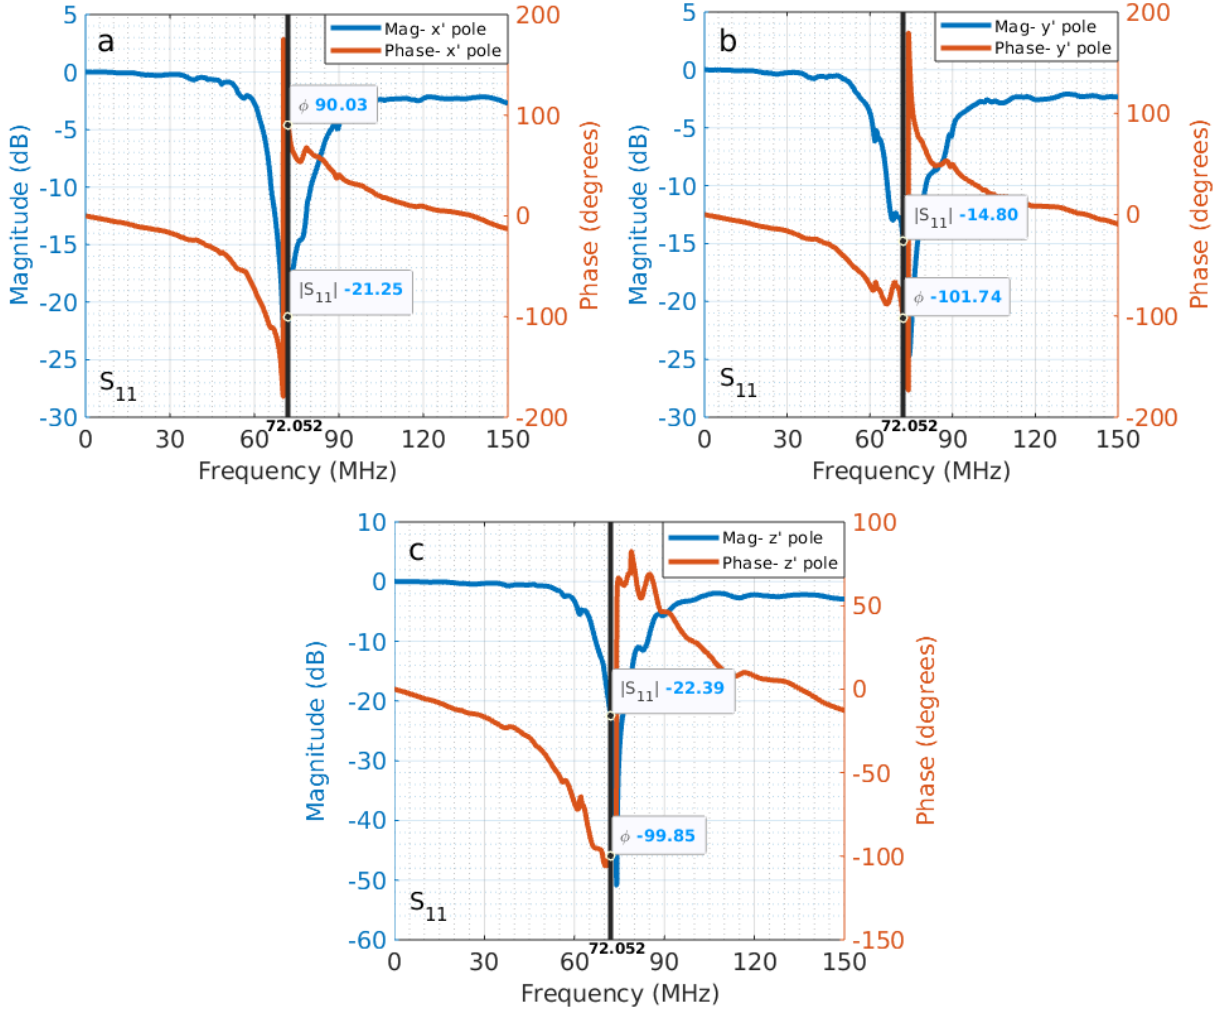 a
5
0
-5
-10
-15
-20
-25
-30
Magnitude (dB)
200
100
0
-100
-200
Phase (degrees)
Mag- x' pole
Phase- x' pole
ϕ 90.03
|S11| -21.25
S11
72.052
0 30 60 90 120 150
Frequency (MHz)
b
5
0
-5
-10
-15
-20
-25
-30
Magnitude (dB)
200
100
0
-100
-200
Phase (degrees)
Mag- y' pole
Phase- y' pole
|S11| -14.80
ϕ -101.74
S11
72.052
0 30 60 90 120 150
Frequency (MHz)
c
10
0
-10
-20
-30
-40
-50
-60
Magnitude (dB)
100
50
0
-50
-100
-150
Phase (degrees)
Mag- z' pole
Phase- z' pole
|S11| -22.39
ϕ -99.85
S11
72.052
0 30 60 90 120 150
Frequency (MHz)